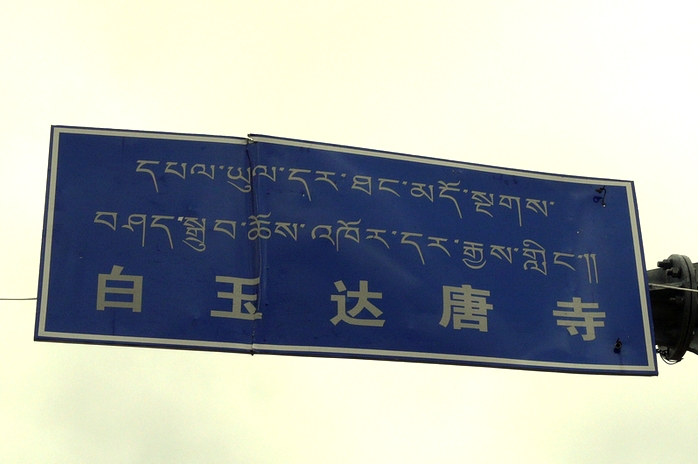 དཔལ་ཡུལ་དར་ཐང་མདོ་སྔགས་
བཤད་སྒྲུབ་ཆོས་འཁོར་དར་རྒྱས་གླིང་།།
白玉达唐寺